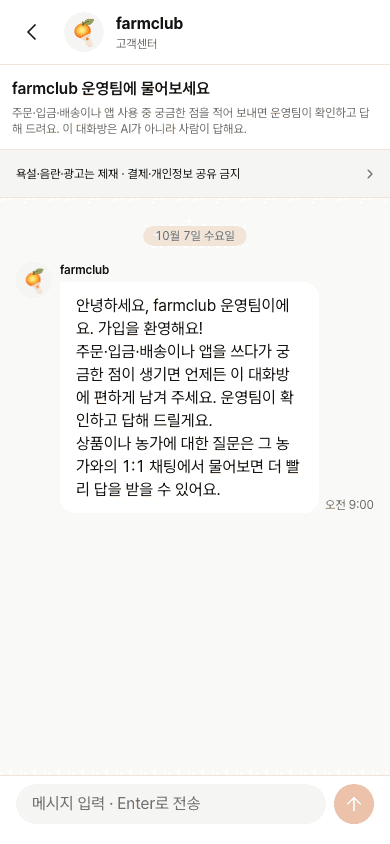 farmclub
고객센터
farmclub 운영팀에 물어보세요
주문·입금·배송이나 앱 사용 중 궁금한 점을 적어 보내면 운영팀이 확인하고 답
해 드려요. 이 대화방은 AI가 아니라 사람이 답해요.
욕설·음란·광고는 제재 · 결제·개인정보 공유 금지
10월 7일 수요일
farmclub
안녕하세요, farmclub 운영팀이에
요. 가입을 환영해요!
주문·입금·배송이나 앱을 쓰다가 궁
금한 점이 생기면 언제든 이 대화방
에 편하게 남겨 주세요. 운영팀이 확
인하고 답해 드릴게요.
상품이나 농가에 대한 질문은 그 농
가와의 1:1 채팅에서 물어보면 더 빨
리 답을 받을 수 있어요.
오전 9:00
메시지 입력 · Enter로 전송